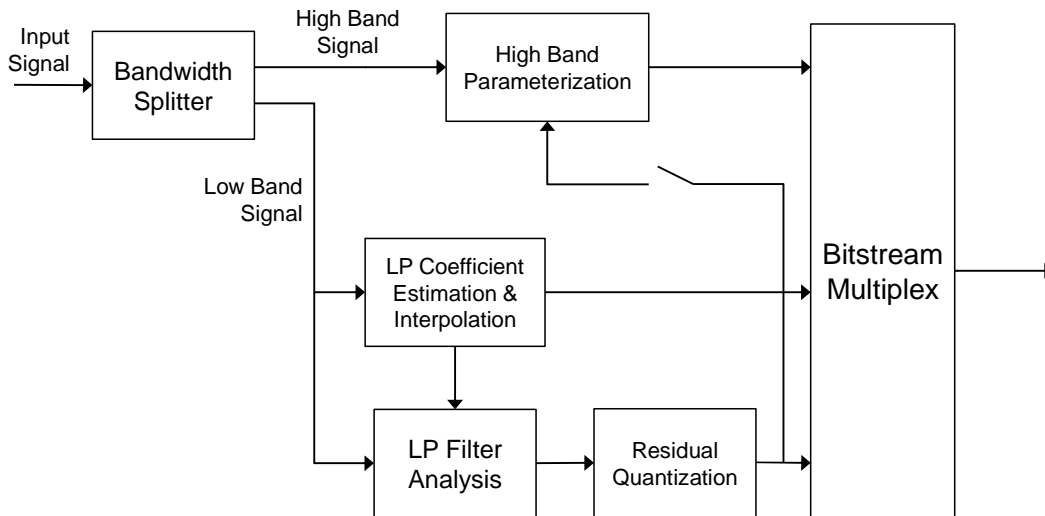 Input
Signal
Bandwidth
Splitter
High Band
Signal
High Band
Parameterization
Low Band
Signal
LP Coefficient
Estimation &
Interpolation
LP Filter
Analysis
Residual
Quantization
Bitstream
Multiplex